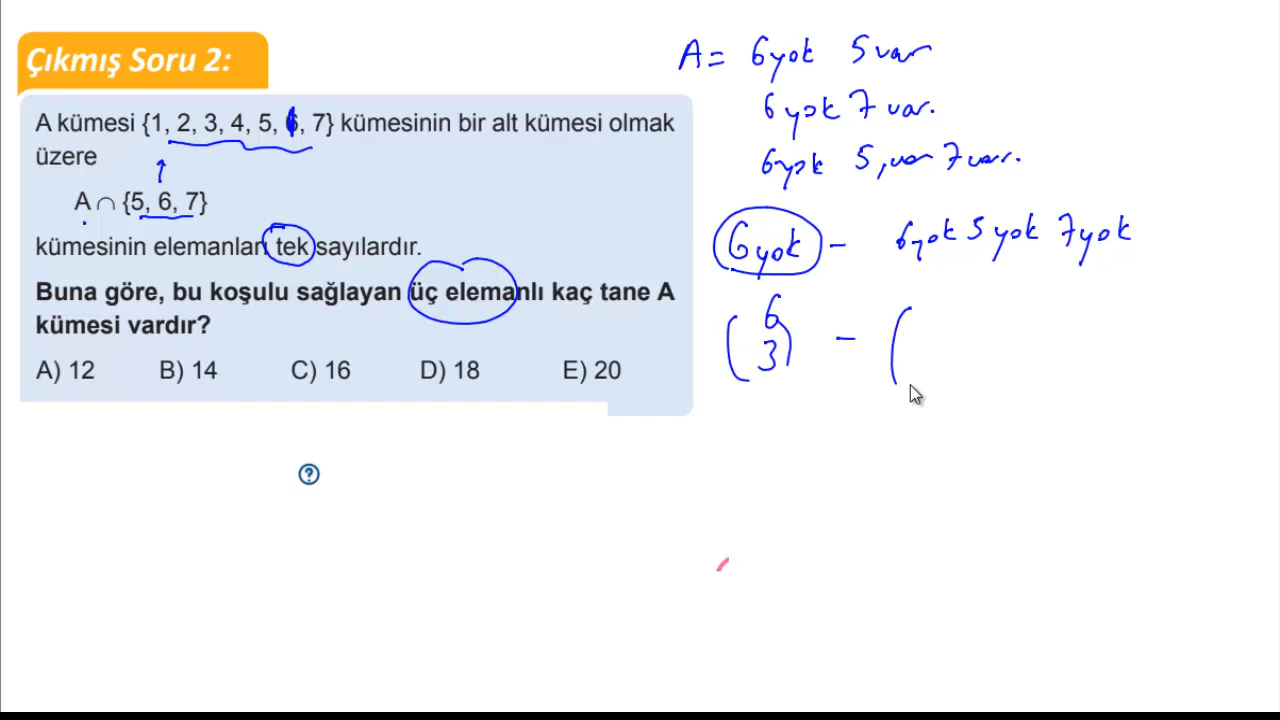 Çıkmış Soru 2:
A kümesi {1, 2, 3, 4, 5, 6, 7} kümesinin bir alt kümesi olmak
üzere
A ∩ {5, 6, 7}
kümesinin elemanları tek sayılardır.
Buna göre, bu koşulu sağlayan üç elemanlı kaç tane A
kümesi vardır?
A) 12 B) 14 C) 16 D) 18 E) 20
A = 6 yok 5 var
6 yok 7 var.
6 yok 5, var 7 var.
6 yok – 6 yok 5 yok 7 yok
(6
3) – (
?